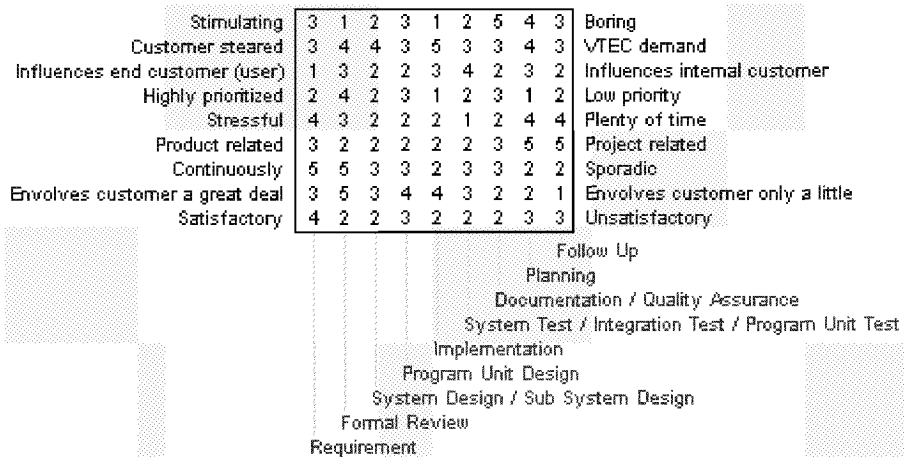 Stimulating 3 1 2 3 1 2 5 4 3 Boring
Customer steared 3 4 4 3 5 3 3 4 3 VTEC demand
Influences end customer (user) 1 3 2 2 3 4 2 3 2 Influences internal customer
Highly prioritized 2 4 2 3 1 2 3 1 2 Low priority
Stressful 4 3 2 2 2 1 2 4 4 Plenty of time
Product related 3 2 2 2 2 2 3 5 5 Project related
Continuously 5 5 3 3 2 3 3 2 2 Sporadic
Envolves customer a great deal 3 5 3 4 4 3 2 2 1 Envolves customer only a little
Satisfactory 4 2 2 3 2 2 2 3 3 Unsatisfactory
Follow Up
Planning
Documentation / Quality Assurance
System Test / Integration Test / Program Unit Test
Implementation
Program Unit Design
System Design / Sub System Design
Formal Review
Requirement